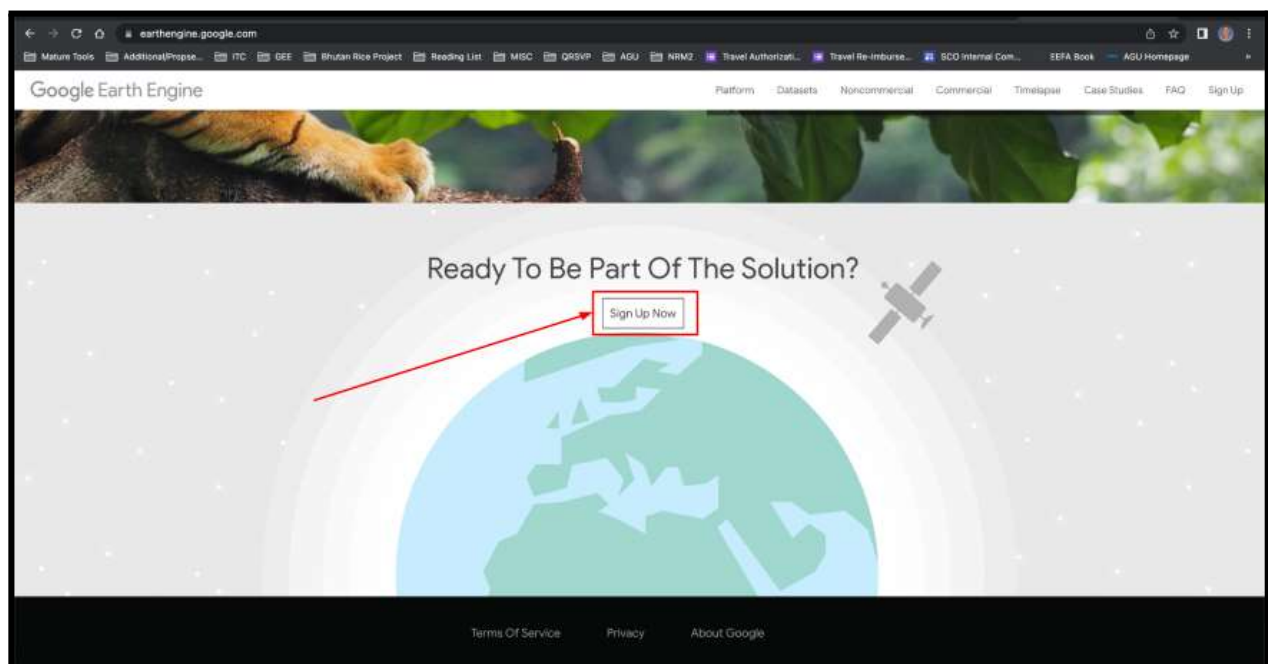 earthengine.google.com
Mature Tools Additional/Propse... ITC GEE Bhutan Rice Project Reading List MISC QRSVP AGU NRM2 Travel Authorizati... Travel Re-Imburse... SCO Internal Com... EEFA Book AGU Homepage »
Google Earth Engine Platform Datasets Noncommercial Commercial Timelapse Case Studies FAQ Sign Up
Ready To Be Part Of The Solution?
Sign Up Now
Terms Of Service Privacy About Google